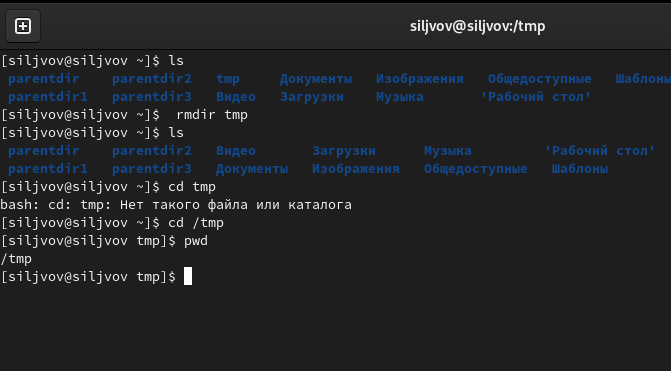 siljvov@siljvov:/tmp
[siljvov@siljvov ~]$ ls
parentdir parentdir2 tmp Документы Изображения Общедоступные Шаблоны
parentdir1 parentdir3 Видео Загрузки Музыка 'Рабочий стол'
[siljvov@siljvov ~]$  rmdir tmp
[siljvov@siljvov ~]$ ls
parentdir parentdir2 Видео Загрузки Музыка 'Рабочий стол'
parentdir1 parentdir3 Документы Изображения Общедоступные Шаблоны
[siljvov@siljvov ~]$ cd tmp
bash: cd: tmp: Нет такого файла или каталога
[siljvov@siljvov ~]$ cd /tmp
[siljvov@siljvov tmp]$ pwd
/tmp
[siljvov@siljvov tmp]$